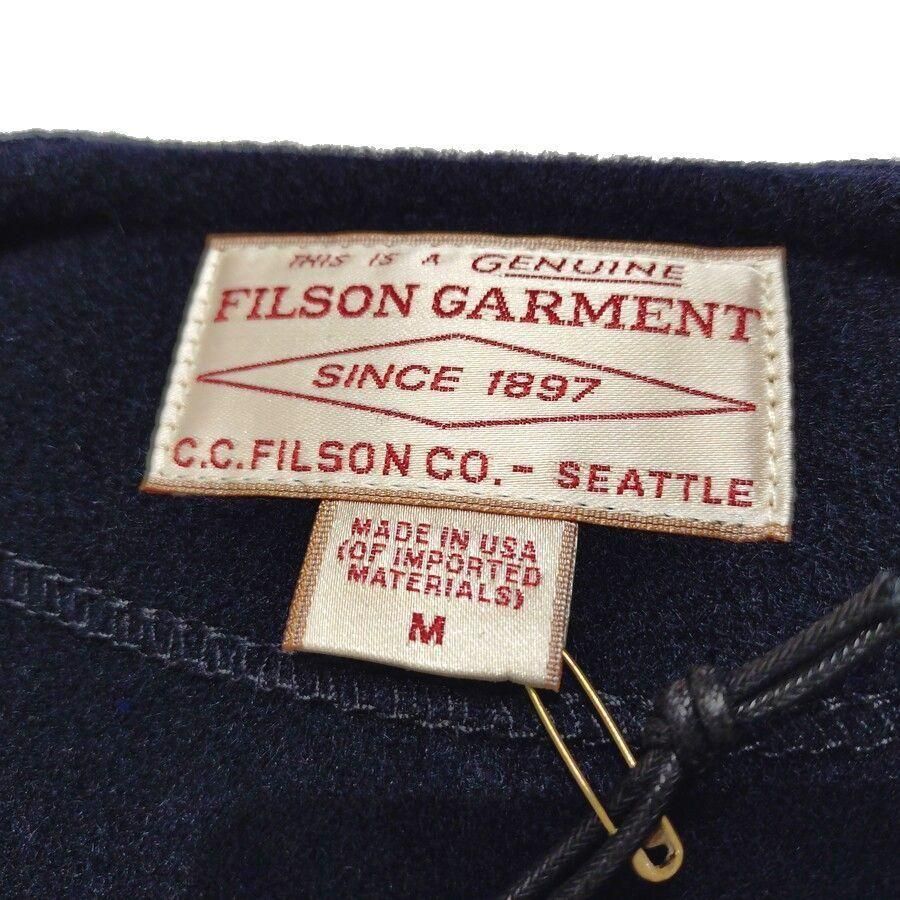 THIS IS A GENUINE
FILSON GARMENT
SINCE 1897
C.C. FILSON CO. - SEATTLE
MADE IN USA
(OF IMPORTED
MATERIALS)
M